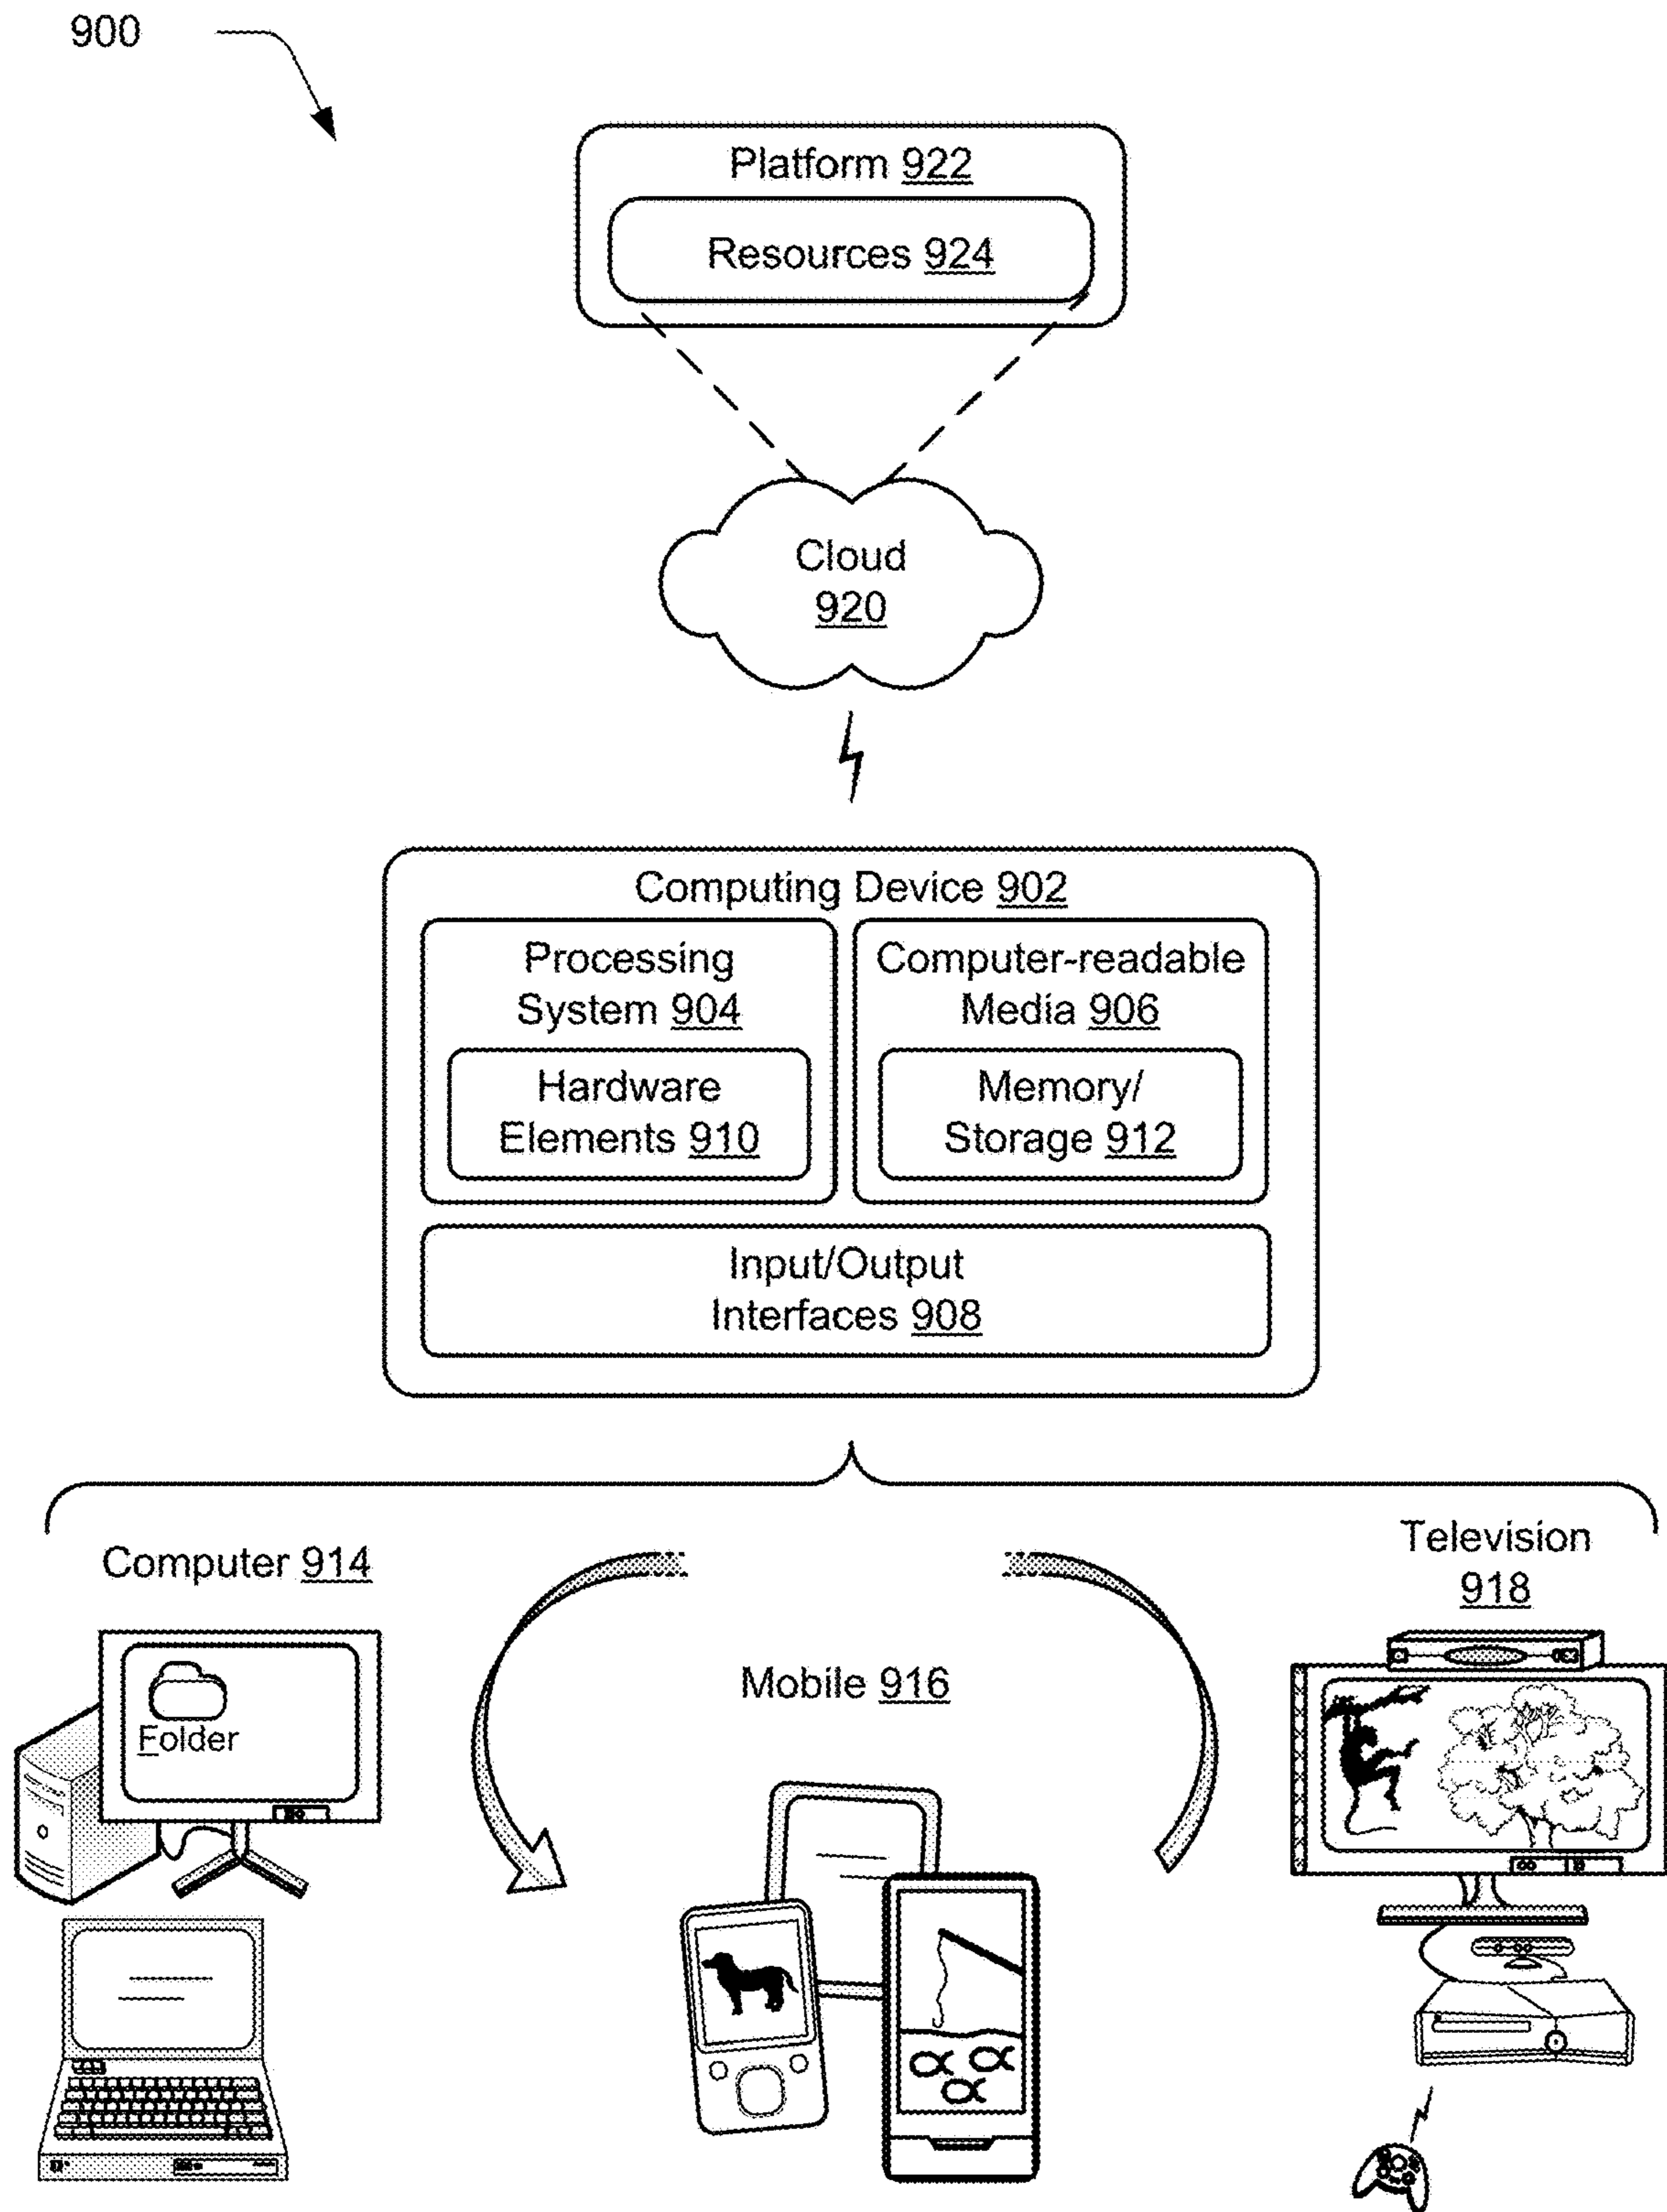 900
Platform 922
Resources 924
Cloud
920
Computing Device 902
Processing
System 904
Hardware
Elements 910
Computer-readable
Media 906
Memory/
Storage 912
Input/Output
Interfaces 908
Computer 914
Folder
Mobile 916
Television
918